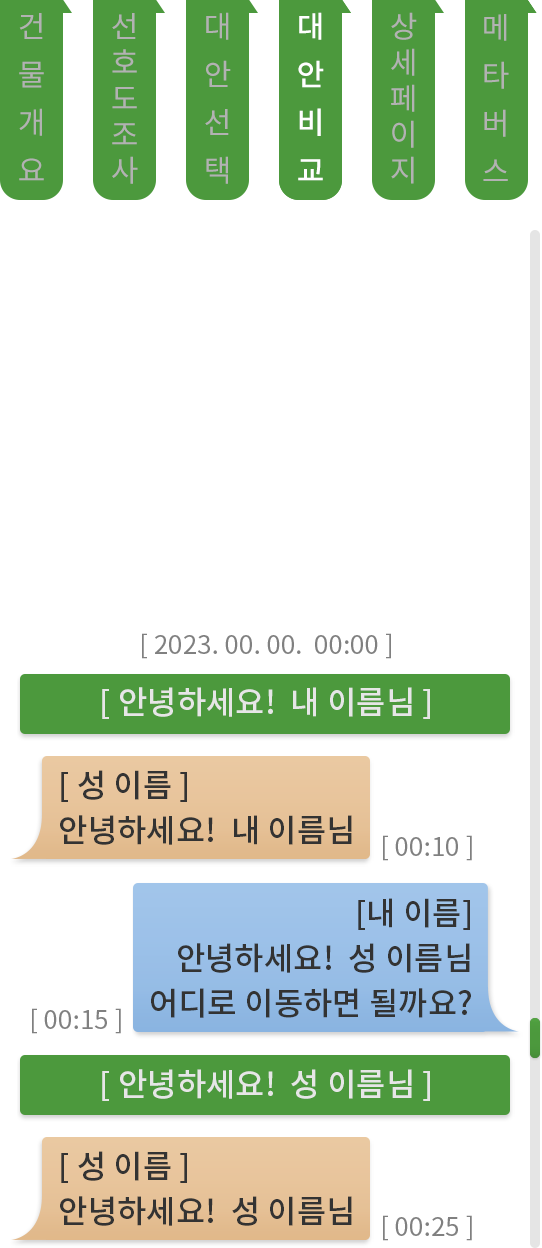 건물개요
선호도조사
대안선택
대안비교
상세페이지
메타버스
[ 2023. 00. 00.  00:00 ]
[ 안녕하세요!  내 이름님 ]
[ 성 이름 ]
안녕하세요!  내 이름님
[ 00:10 ]
[내 이름]
안녕하세요!  성 이름님
어디로 이동하면 될까요?
[ 00:15 ]
[ 안녕하세요!  성 이름님 ]
[ 성 이름 ]
안녕하세요!  성 이름님
[ 00:25 ]